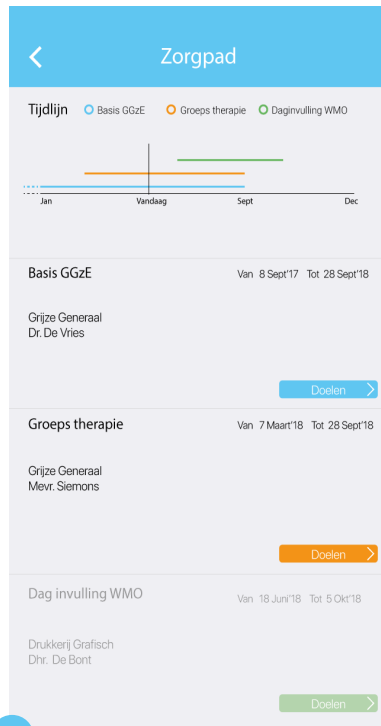 Zorgpad
Tijdlijn Basis GGzE Groeps therapie Daginvulling WMO
Jan Vandaag Sept Dec
Basis GGzE Van 8 Sept'17 Tot 28 Sept'18
Grijze Generaal
Dr. De Vries
Doelen
Groeps therapie Van 7 Maart'18 Tot 28 Sept'18
Grijze Generaal
Mevr. Siemons
Doelen
Dag invulling WMO Van 18 Juni'18 Tot 5 Okt'18
Drukkerij Grafisch
Dhr. De Bont
Doelen